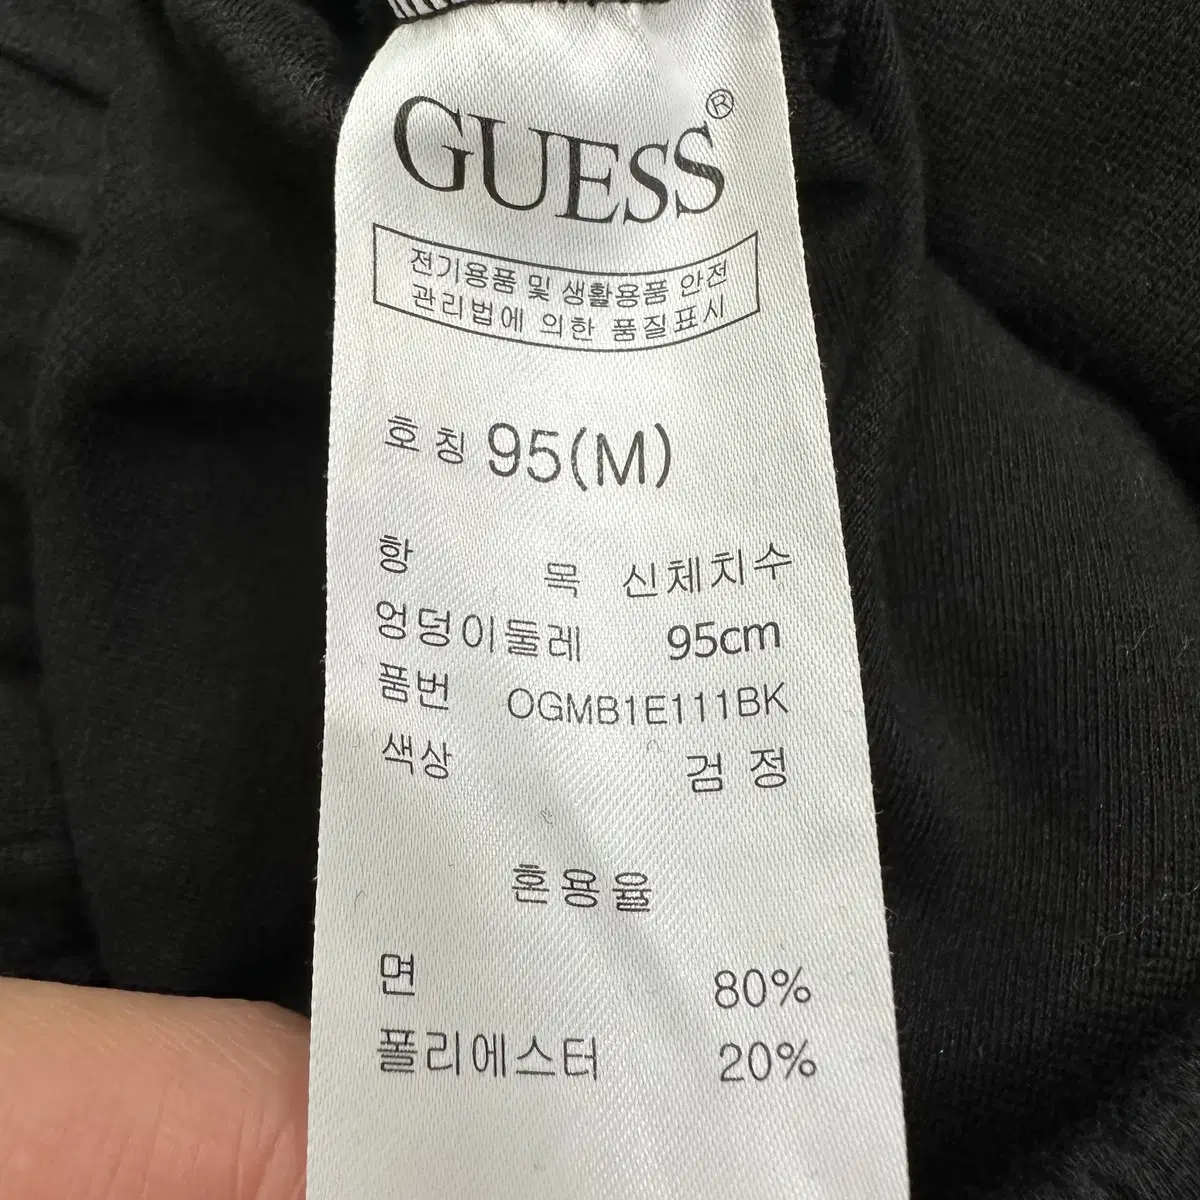 GUESS®
전기용품 및 생활용품 안전
관리법에 의한 품질표시
호 칭 95(M)
항 목 신체치수
엉덩이둘레 95cm
품번 OGMB1E111BK
색상 검 정
혼용율
면 80%
폴리에스터 20%